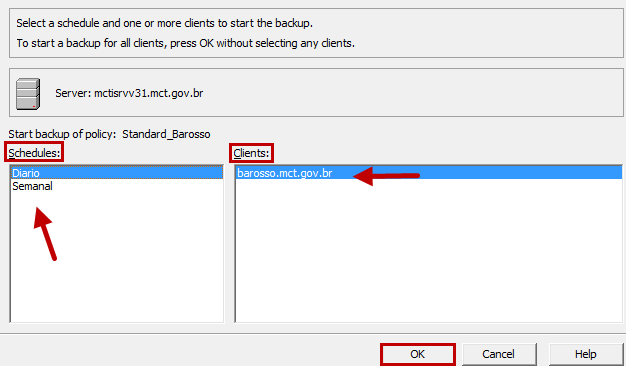 Select a schedule and one or more clients to start the backup.
To start a backup for all clients, press OK without selecting any clients.
Server: mctisrvv31.mct.gov.br
Start backup of policy: Standard_Barosso
Schedules:
Clients:
Diario
Semanal
barosso.mct.gov.br
OK
Cancel
Help